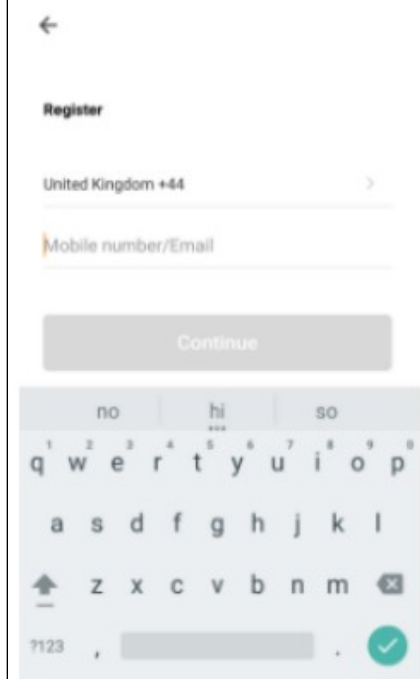 Register
United Kingdom +44
Mobile number/Email
Continue
no hi so
1 2 3 4 5 6 7 8 9 0
q w e r t y u i o p
a s d f g h j k l
z x c v b n m
?123 , .